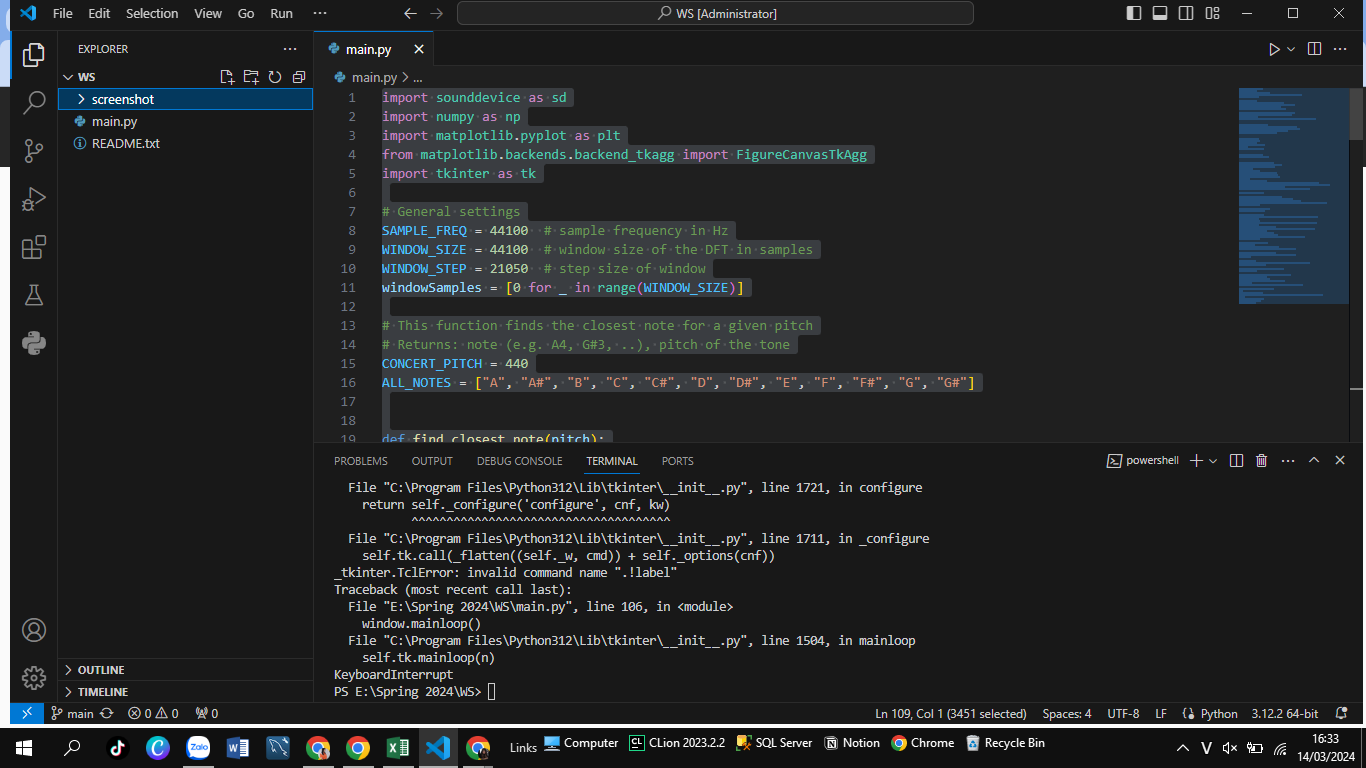 File Edit Selection View Go Run ··· WS [Administrator]
EXPLORER ···
WS
screenshot
main.py
README.txt
OUTLINE
TIMELINE
main.py
main.py > ...
1 import sounddevice as sd
2 import numpy as np
3 import matplotlib.pyplot as plt
4 from matplotlib.backends.backend_tkagg import FigureCanvasTkAgg
5 import tkinter as tk
6
7 # General settings
8 SAMPLE_FREQ = 44100 # sample frequency in Hz
9 WINDOW_SIZE = 44100 # window size of the DFT in samples
10 WINDOW_STEP = 21050 # step size of window
11 windowSamples = [0 for _ in range(WINDOW_SIZE)]
12
13 # This function finds the closest note for a given pitch
14 # Returns: note (e.g. A4, G#3, ..), pitch of the tone
15 CONCERT_PITCH = 440
16 ALL_NOTES = ["A", "A#", "B", "C", "C#", "D", "D#", "E", "F", "F#", "G", "G#"]
17
18
19 def find_closest_note(pitch):
PROBLEMS OUTPUT DEBUG CONSOLE TERMINAL PORTS powershell
File "C:\Program Files\Python312\Lib\tkinter\__init__.py", line 1721, in configure
return self._configure('configure', cnf, kw)
^^^^^^^^^^^^^^^^^^^^^^^^^^^^^^^^^^^^^
File "C:\Program Files\Python312\Lib\tkinter\__init__.py", line 1711, in _configure
self.tk.call(_flatten((self._w, cmd)) + self._options(cnf))
_tkinter.TclError: invalid command name ".!label"
Traceback (most recent call last):
File "E:\Spring 2024\WS\main.py", line 106, in <module>
window.mainloop()
File "C:\Program Files\Python312\Lib\tkinter\__init__.py", line 1504, in mainloop
self.tk.mainloop(n)
KeyboardInterrupt
PS E:\Spring 2024\WS>
main 0 0 0 Ln 109, Col 1 (3451 selected) Spaces: 4 UTF-8 LF Python 3.12.2 64-bit
Zalo Links Computer CL CLion 2023.2.2 SQL Server Notion Chrome Recycle Bin V 16:33
14/03/2024